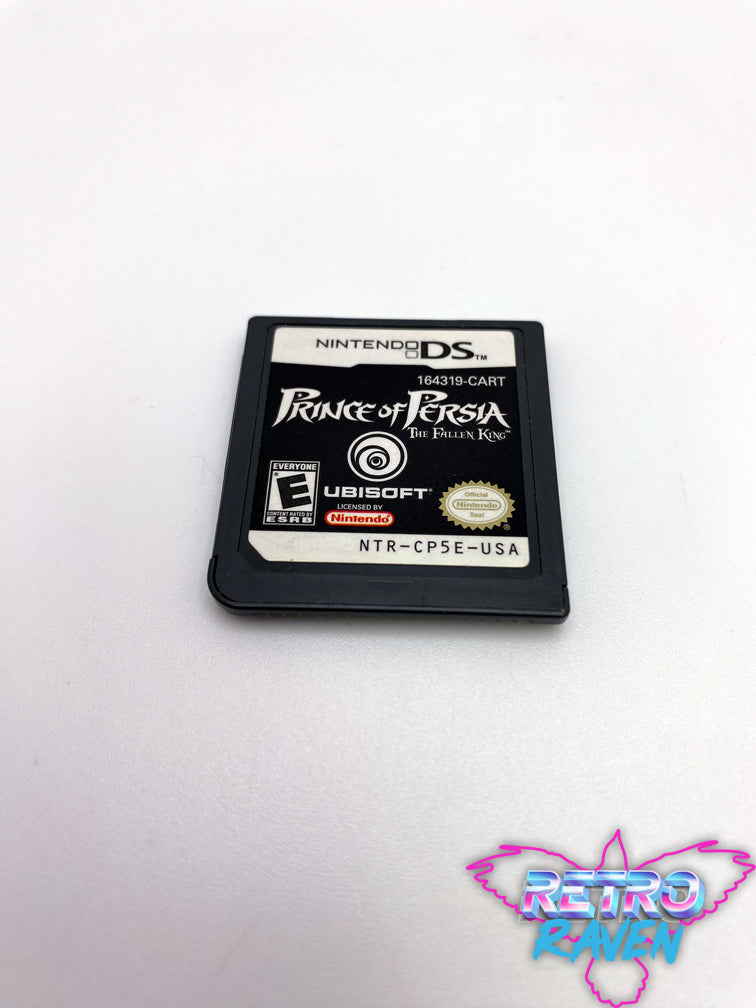 NINTENDO DS™
164319-CART
PRINCE OF PERSIA
THE FALLEN KING™
EVERYONE
E
CONTENT RATED BY
ESRB
UBISOFT®
LICENSED BY
Nintendo
Official
Nintendo
Seal
®
NTR-CP5E-USA
RETRO
RAVEN